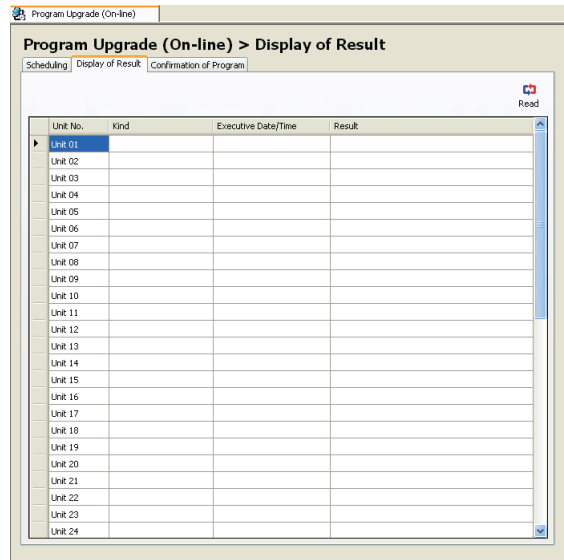 Program Upgrade (On-line)
Program Upgrade (On-line) > Display of Result
Scheduling Display of Result Confirmation of Program
Read
Unit No. Kind Executive Date/Time Result
Unit 01
Unit 02
Unit 03
Unit 04
Unit 05
Unit 06
Unit 07
Unit 08
Unit 09
Unit 10
Unit 11
Unit 12
Unit 13
Unit 14
Unit 15
Unit 16
Unit 17
Unit 18
Unit 19
Unit 20
Unit 21
Unit 22
Unit 23
Unit 24